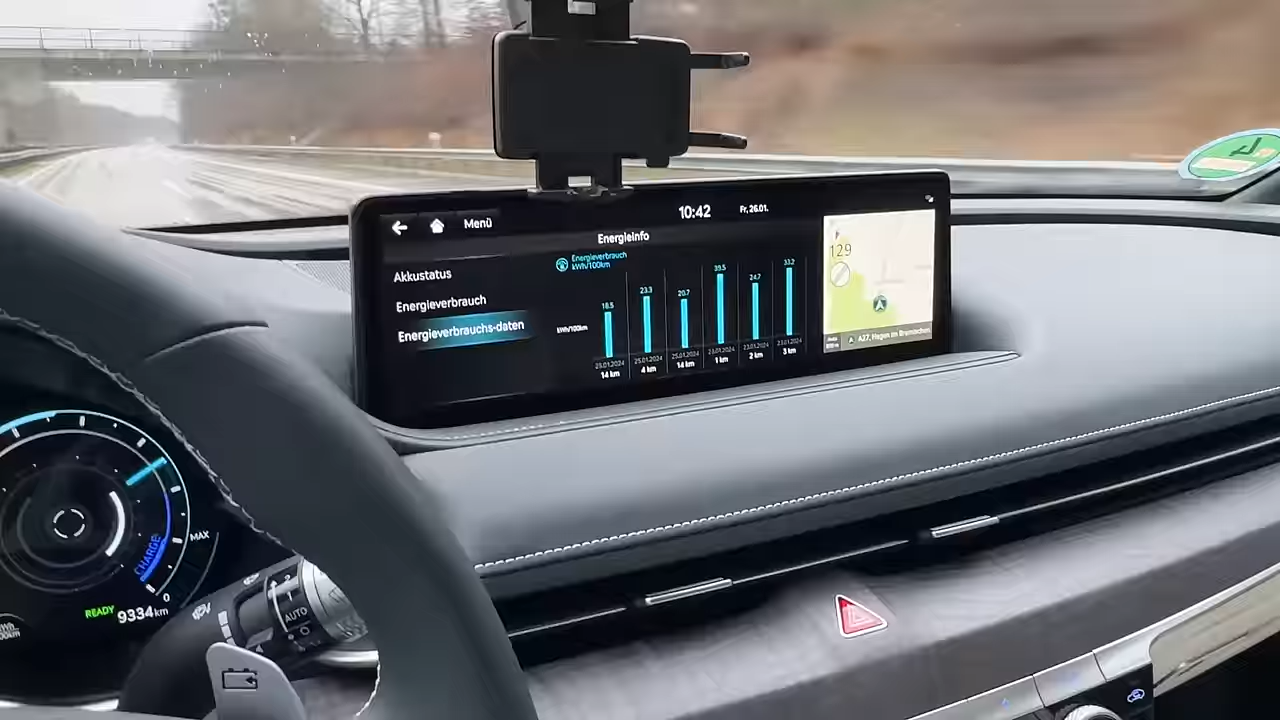 Menü
10:42
Fr, 26.01.
Energieinfo
Akkustatus
Energieverbrauch
Energieverbrauchs-daten
Energieverbrauch
kWh/100km
kWh/100km
18.5
23.3
20.7
39.5
24.7
33.2
25.01.2024
25.01.2024
25.01.2024
23.01.2024
23.01.2024
23.01.2024
14 km
4 km
14 km
1 km
2 km
3 km
129
A27, Hagen im Bremischen
MAX
CHARGE
0
READY
9334 km
AUTO